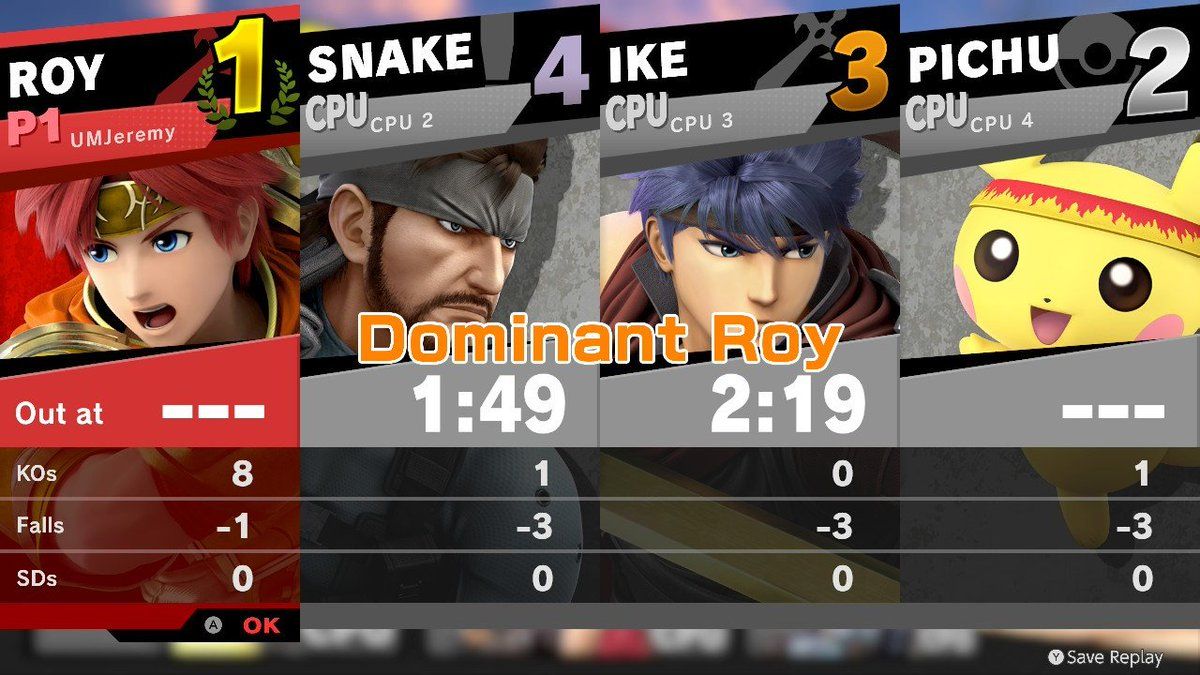 ROY 1
P1 UMJeremy
SNAKE 4
CPU CPU 2
IKE 3
CPU CPU 3
PICHU 2
CPU CPU 4
Dominant Roy
Out at --- 1:49 2:19 ---
KOs 8 1 0 1
Falls -1 -3 -3 -3
SDs 0 0 0 0
A OK
Y Save Replay